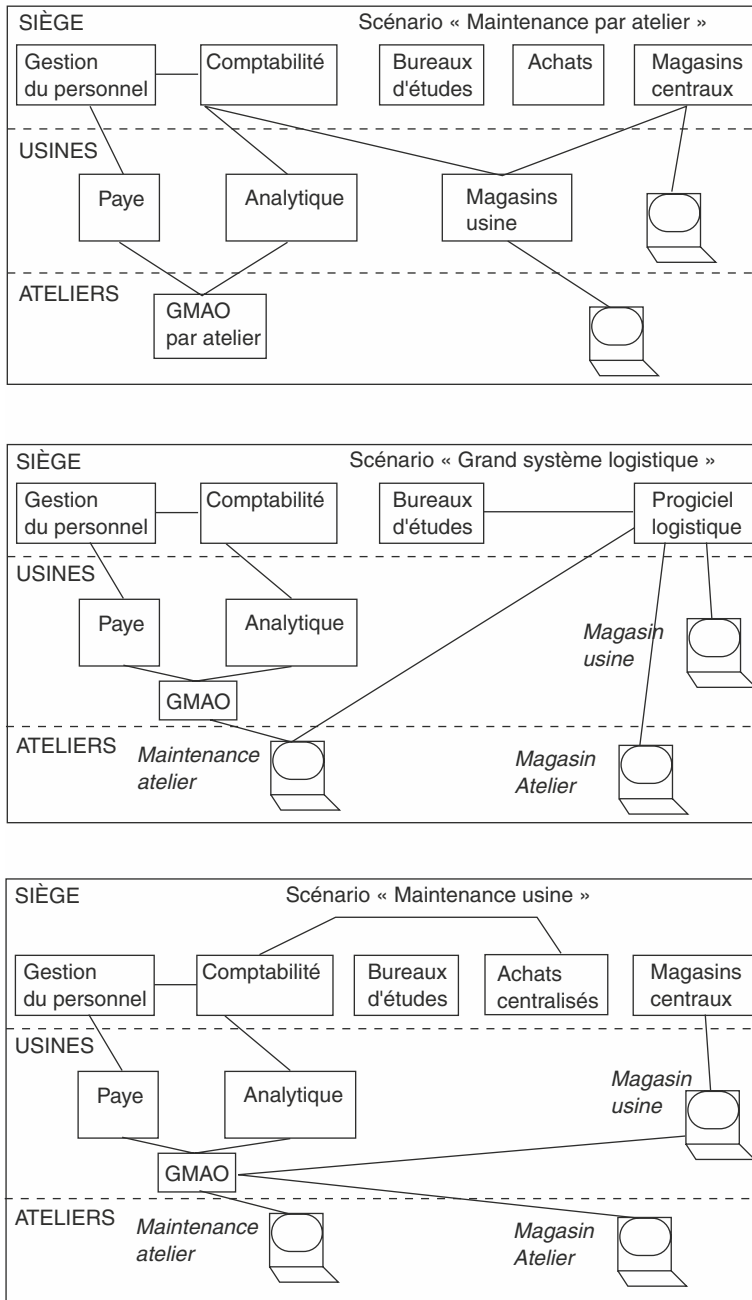 SIÈGE
Scénario « Maintenance par atelier »
Gestion
du personnel
Comptabilité
Bureaux
d'études
Achats
Magasins
centraux
USINES
Paye
Analytique
Magasins
usine
ATELIERS
GMAO
par atelier
SIÈGE
Scénario « Grand système logistique »
Gestion
du personnel
Comptabilité
Bureaux
d'études
Progiciel
logistique
USINES
Paye
Analytique
Magasin
usine
GMAO
ATELIERS
Maintenance
atelier
Magasin
Atelier
SIÈGE
Scénario « Maintenance usine »
Gestion
du personnel
Comptabilité
Bureaux
d'études
Achats
centralisés
Magasins
centraux
USINES
Paye
Analytique
Magasin
usine
GMAO
ATELIERS
Maintenance
atelier
Magasin
Atelier